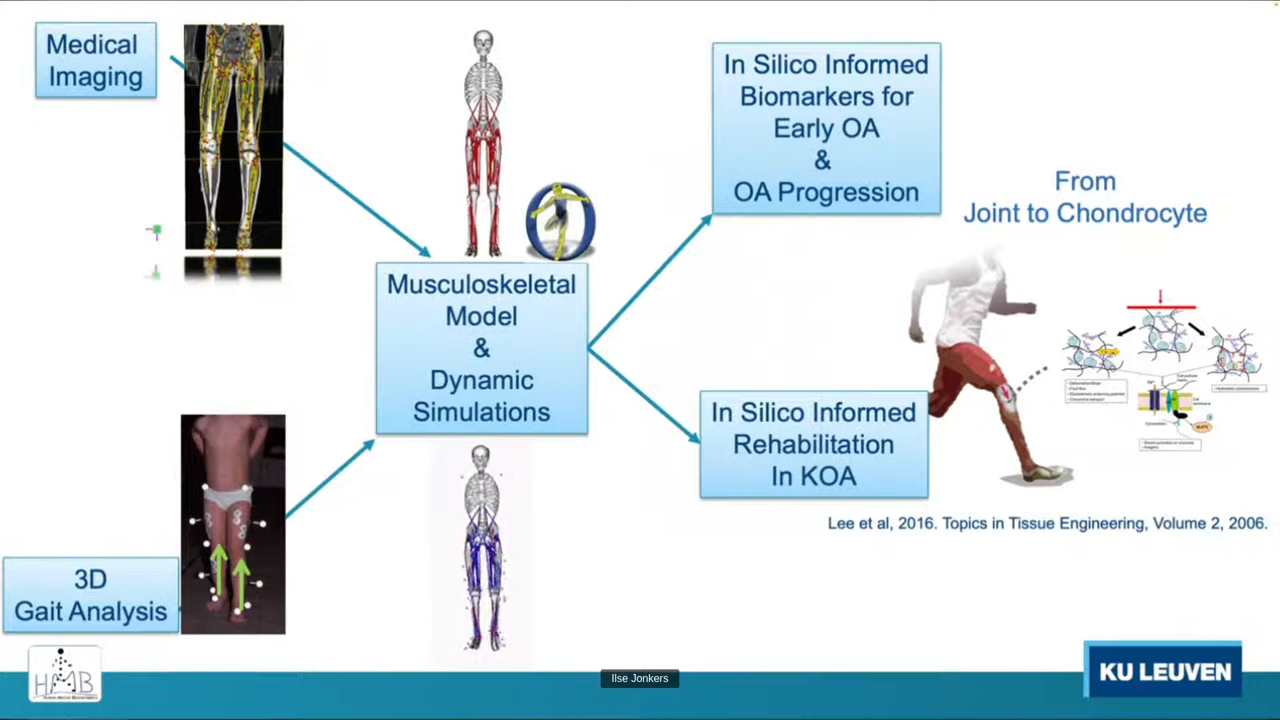 Medical
Imaging
In Silico Informed
Biomarkers for
Early OA
&
OA Progression
From
Joint to Chondrocyte
Musculoskeletal
Model
&
Dynamic
Simulations
In Silico Informed
Rehabilitation
In KOA
Lee et al, 2016. Topics in Tissue Engineering, Volume 2, 2006.
3D
Gait Analysis
HMB
Ilse Jonkers
KU LEUVEN